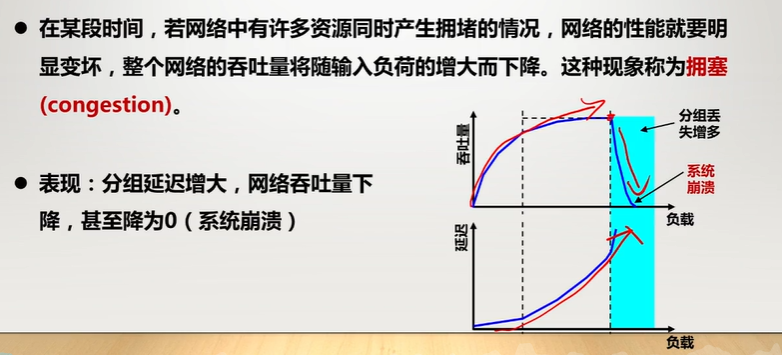 ● 在某段时间，若网络中有许多资源同时产生拥堵的情况，网络的性能就要明
显变坏，整个网络的吞吐量将随输入负荷的增大而下降。这种现象称为拥塞
(congestion)。
● 表现：分组延迟增大，网络吞吐量下
降，甚至降为0（系统崩溃）
吞吐量
分组丢
失增多
系统
崩溃
负载
延迟
负载